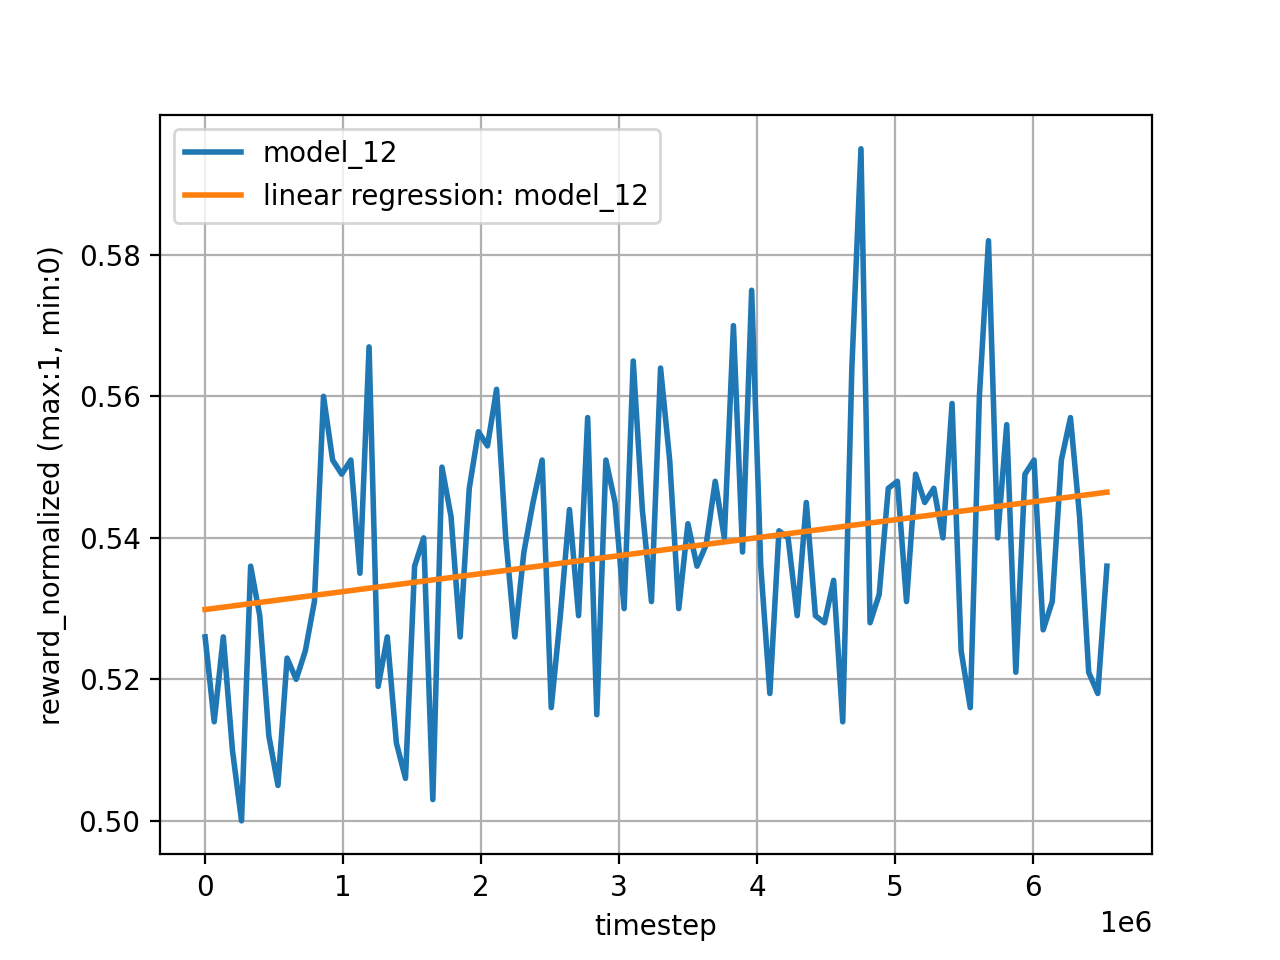 model_12
linear regression: model_12
reward_normalized (max:1, min:0)
0.58
0.56
0.54
0.52
0.50
0 1 2 3 4 5 6
timestep
1e6